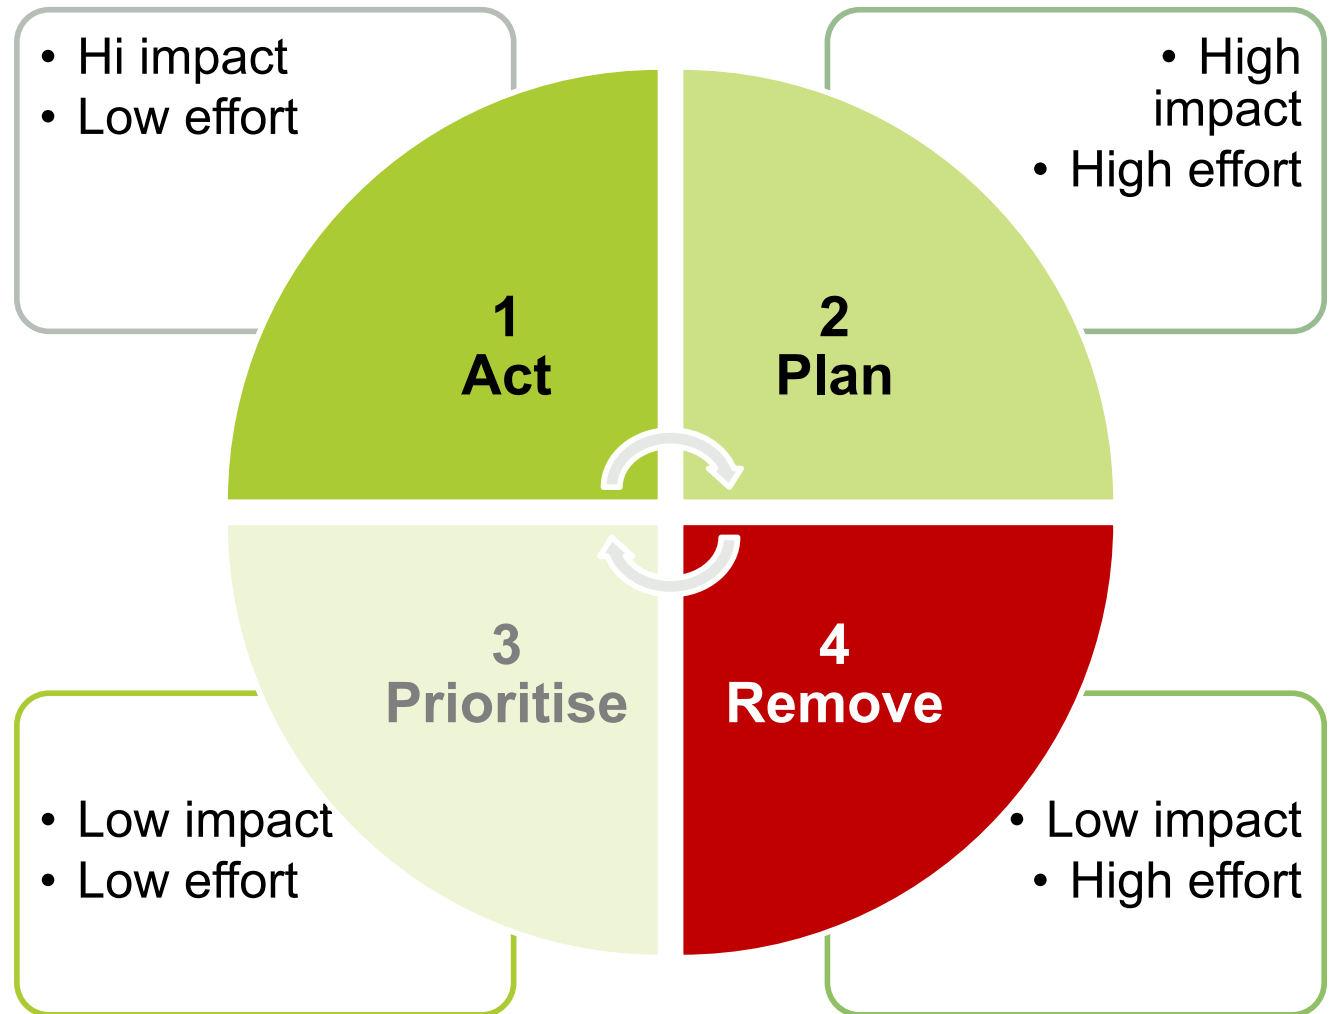 • Hi impact
• Low effort
• High
impact
• High effort
1
Act
2
Plan
3
Prioritise
4
Remove
• Low impact
• Low effort
• Low impact
• High effort